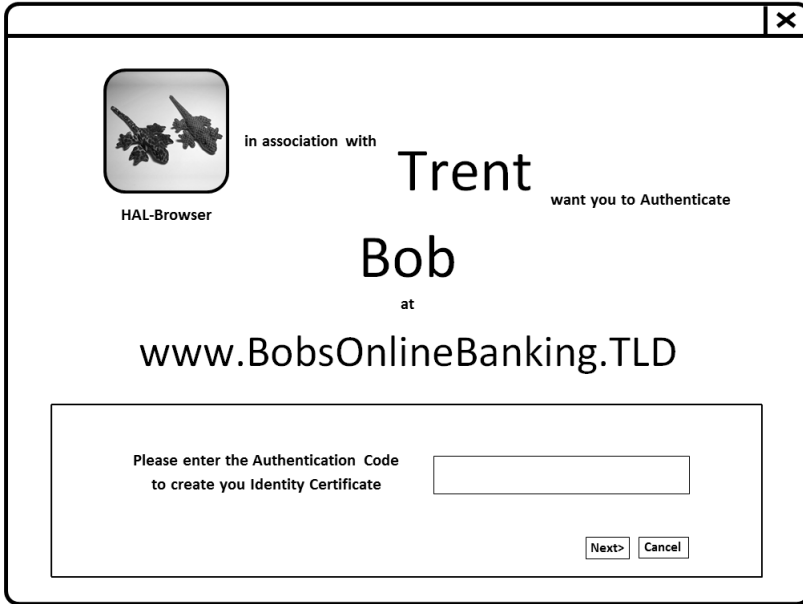 in association with
Trent
want you to Authenticate
HAL-Browser
Bob
at
www.BobsOnlineBanking.TLD
Please enter the Authentication Code
to create you Identity Certificate
Next>
Cancel